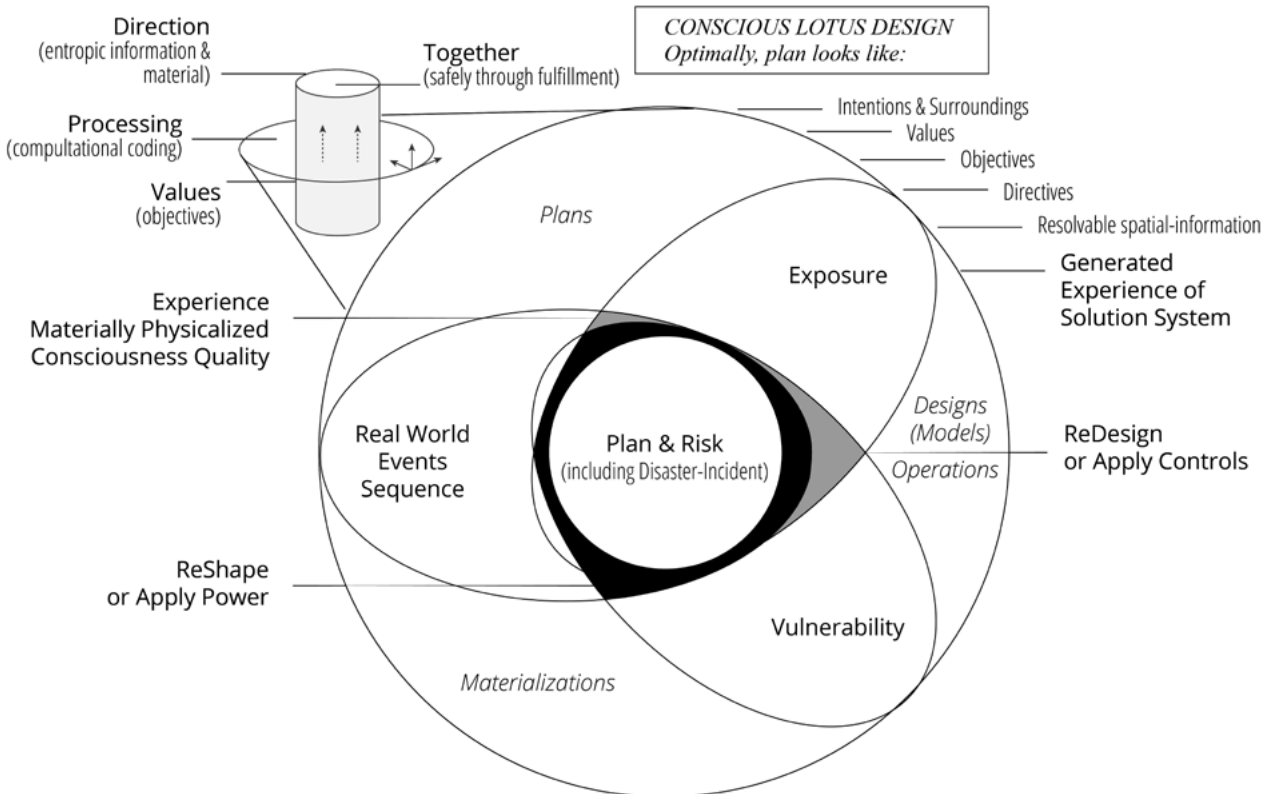 CONSCIOUS LOTUS DESIGN
Optimally, plan looks like:
Direction
(entropic information &
material)
Together
(safely through fulfillment)
Processing
(compultational coding)
Values
(objectives)
Intentions & Surroundings
Values
Objectives
Directives
Resolvable spatial-information
Generated
Experience of
Solution System
Plans
Exposure
Experience
Materially Physicalized
Consciousness Quality
Real World
Events
Sequence
Plan & Risk
(including Disaster-Incident)
Designs
(Models)
Operations
ReDesign
or Apply Controls
ReShape
or Apply Power
Vulnerability
Materializations